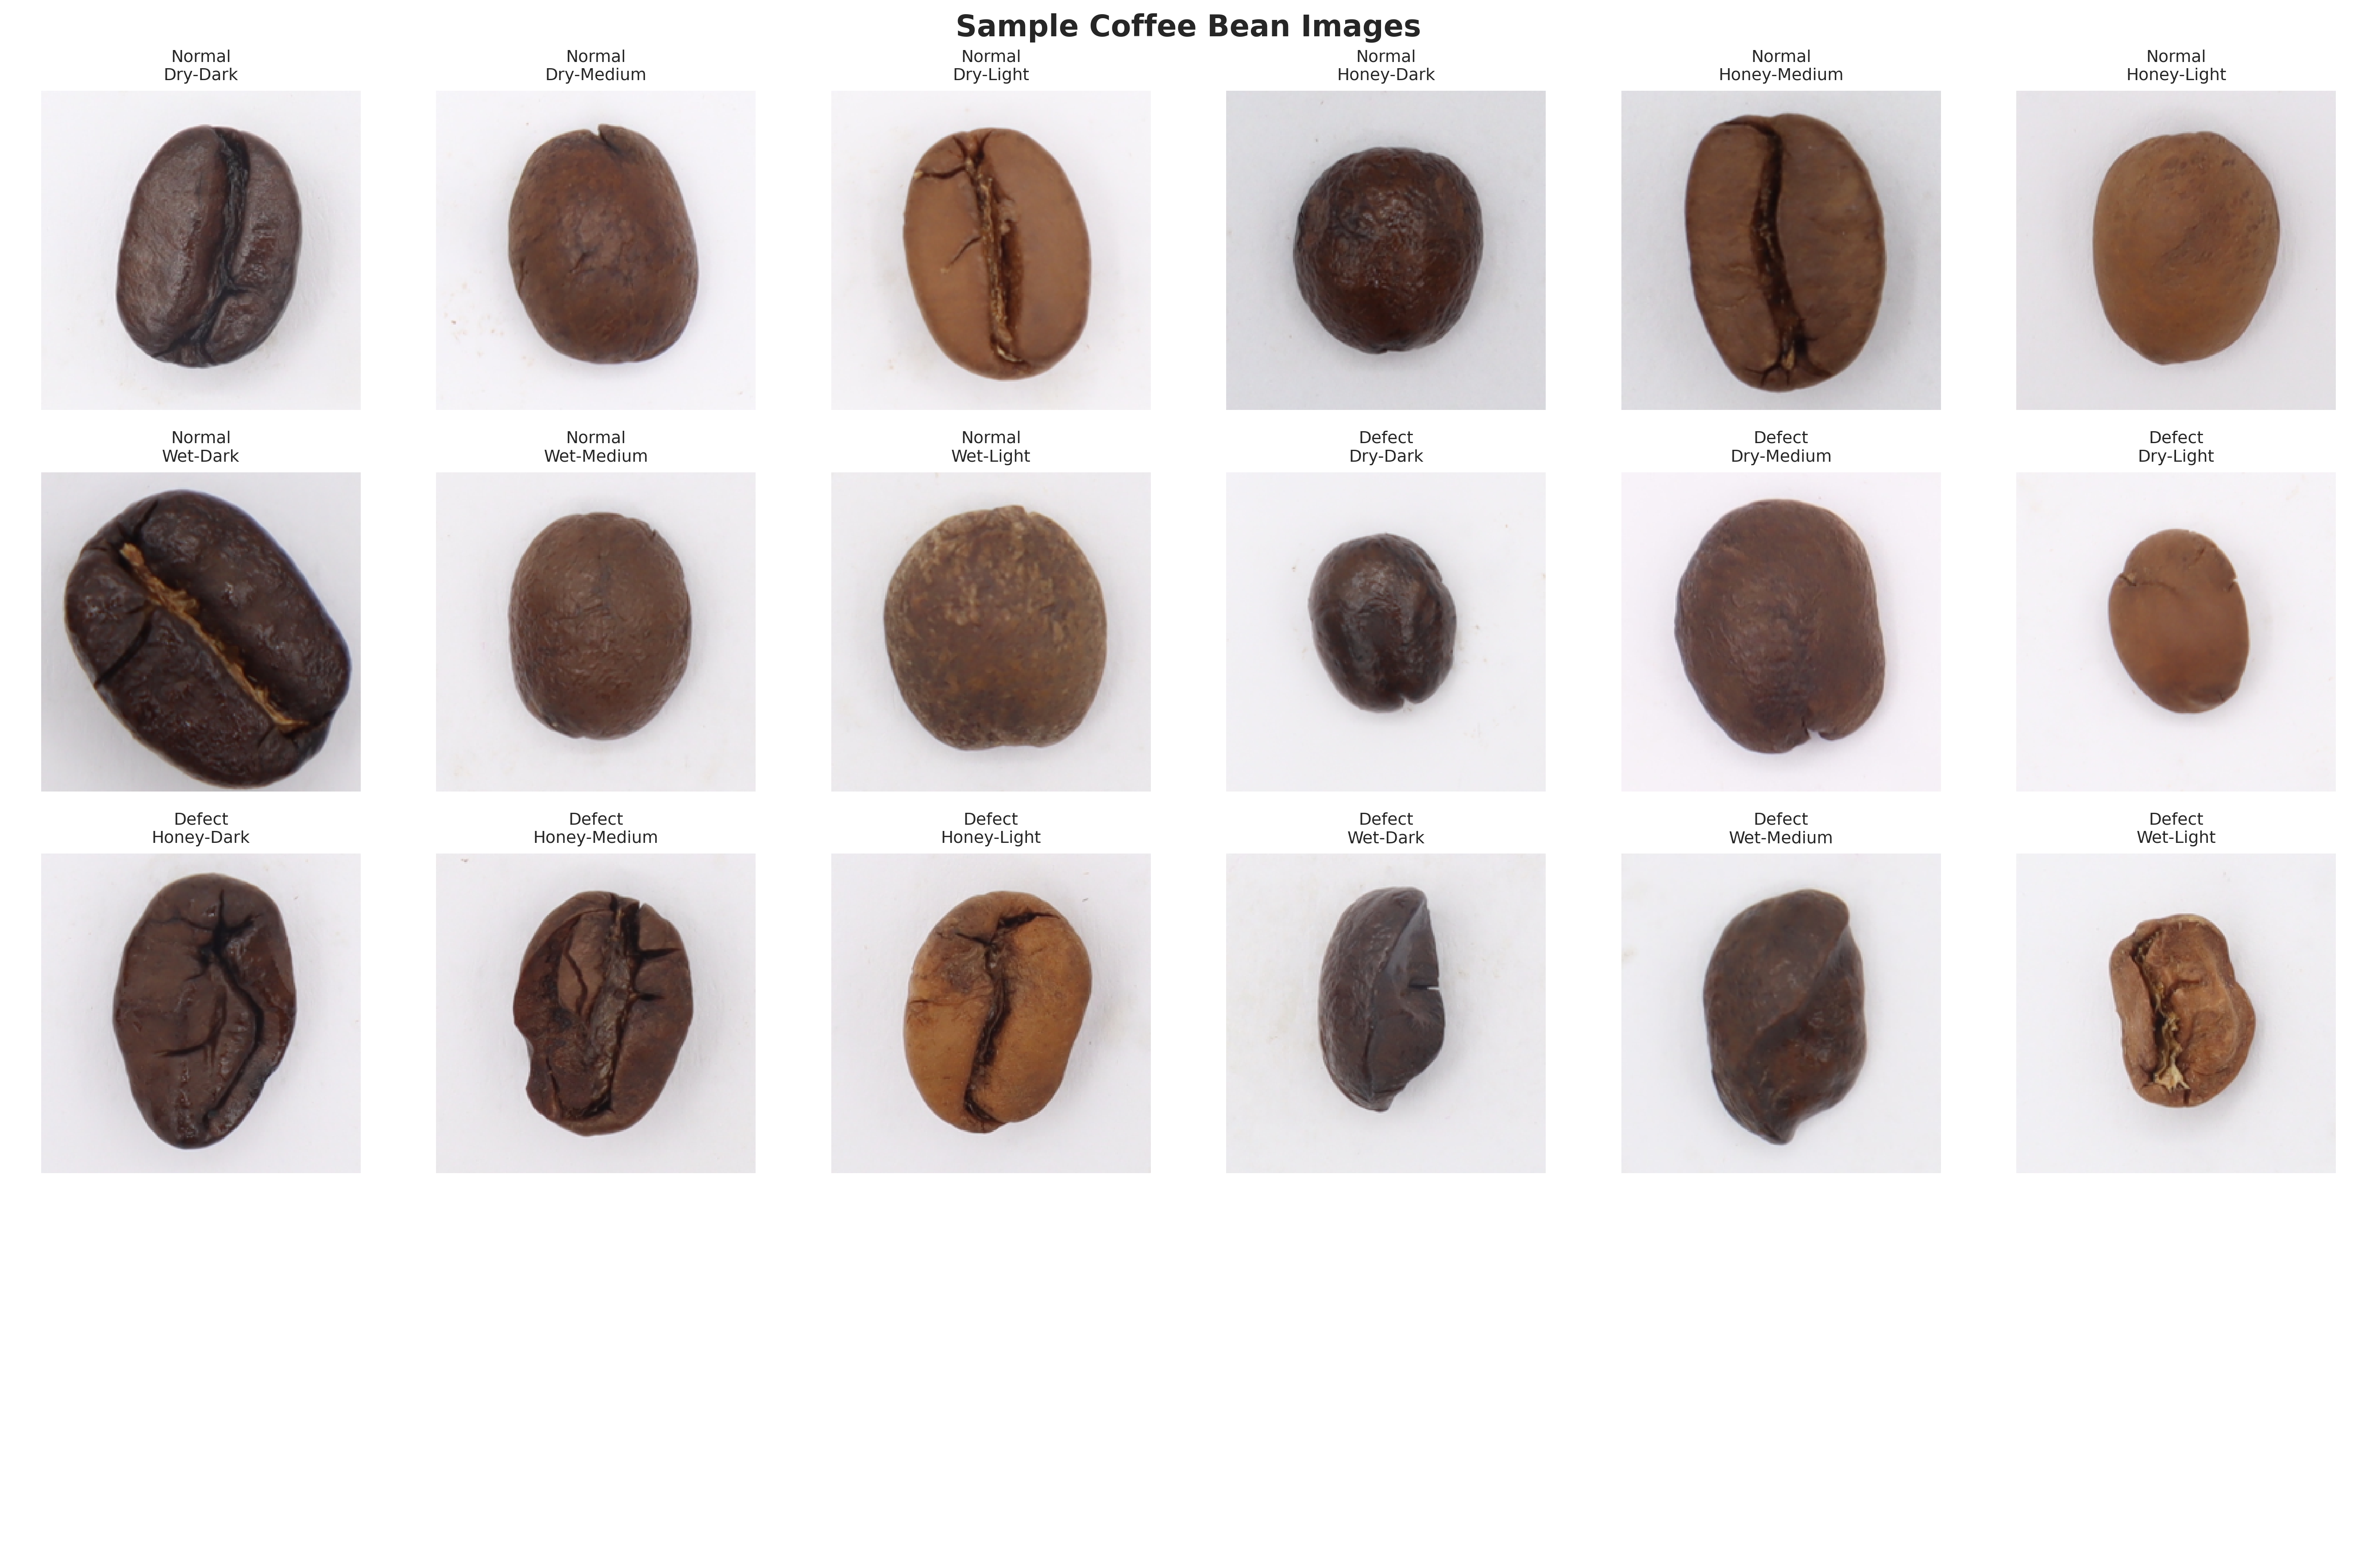 Sample Coffee Bean Images
Normal
Dry-Dark
Normal
Dry-Medium
Normal
Dry-Light
Normal
Honey-Dark
Normal
Honey-Medium
Normal
Honey-Light
Normal
Wet-Dark
Normal
Wet-Medium
Normal
Wet-Light
Defect
Dry-Dark
Defect
Dry-Medium
Defect
Dry-Light
Defect
Honey-Dark
Defect
Honey-Medium
Defect
Honey-Light
Defect
Wet-Dark
Defect
Wet-Medium
Defect
Wet-Light